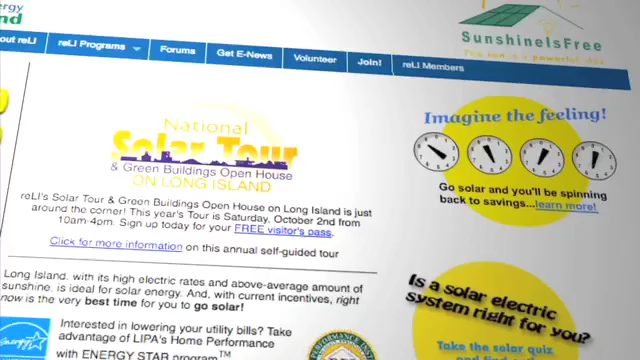 nergy
nd
out reLI
reLI Programs
Forums
Get E-News
Volunteer
Join!
reLI Members
SunshineIsFree
National
Solar Tour
& Green Buildings Open House
ON LONG ISLAND
reLI's Solar Tour & Green Buildings Open House on Long Island is just
around the corner! This year's Tour is Saturday, October 2nd from
10am-4pm. Sign up today for your FREE visitor's pass.
Click for more information on this annual self-guided tour
Long Island, with its high electric rates and above-average amount of
sunshine, is ideal for solar energy. And, with current incentives, right
now is the very best time for you to go solar!
Interested in lowering your utility bills? Take
advantage of LIPA's Home Performance
with ENERGY STAR program™
Imagine the feeling!
Go solar and you'll be spinning
back to savings...learn more!
Is a solar electric
system right for you?
Take the solar quiz